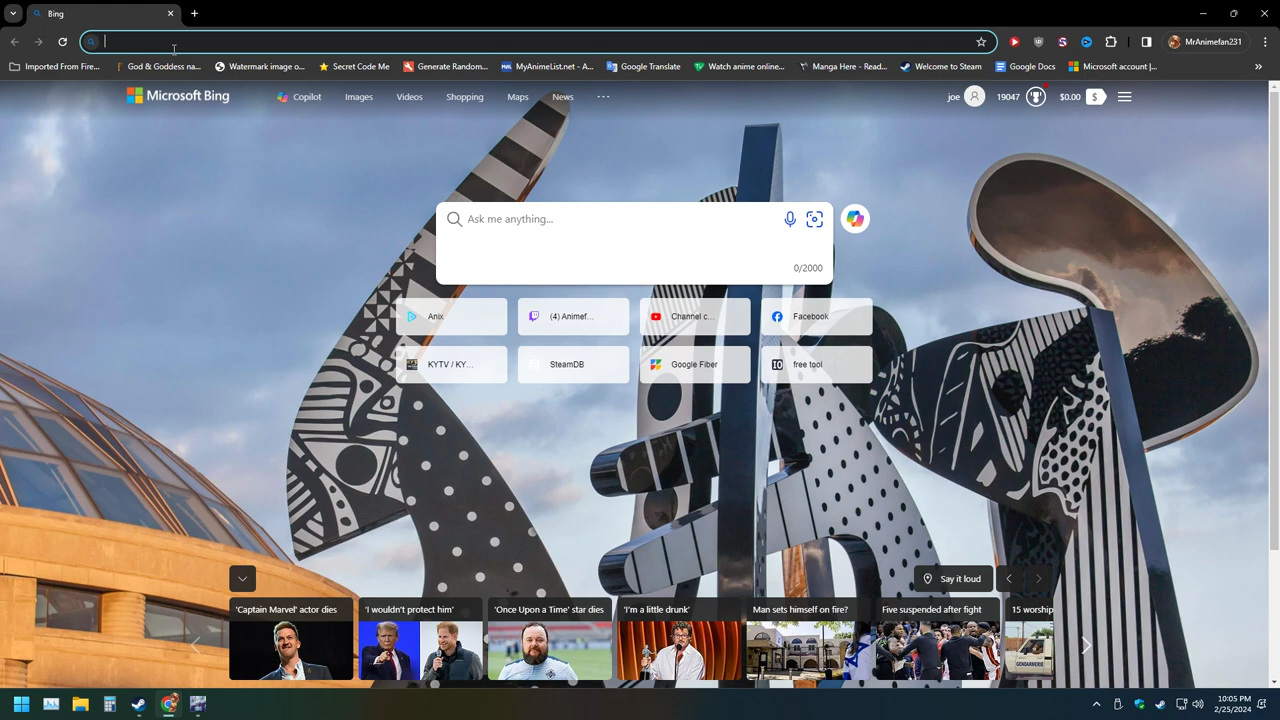 Bing
MrAnimefan231
Imported From Fire...
God & Goddess na...
Watermark image o...
Secret Code Me
Generate Random...
MyAnimeList.net - A...
Google Translate
Watch anime online...
Manga Here - Read...
Welcome to Steam
Google Docs
Microsoft account |...
Microsoft Bing
Copilot
Images
Videos
Shopping
Maps
News
joe
19047
$0.00
$
Ask me anything...
0/2000
Anix
(4) Animef...
Channel c...
Facebook
KYTV / KY...
SteamDB
Google Fiber
free tool
Say it loud
'Captain Marvel' actor dies
'I wouldn't protect him'
'Once Upon a Time' star dies
'I'm a little drunk'
Man sets himself on fire?
Five suspended after fight
15 worship
10:05 PM
2/25/2024